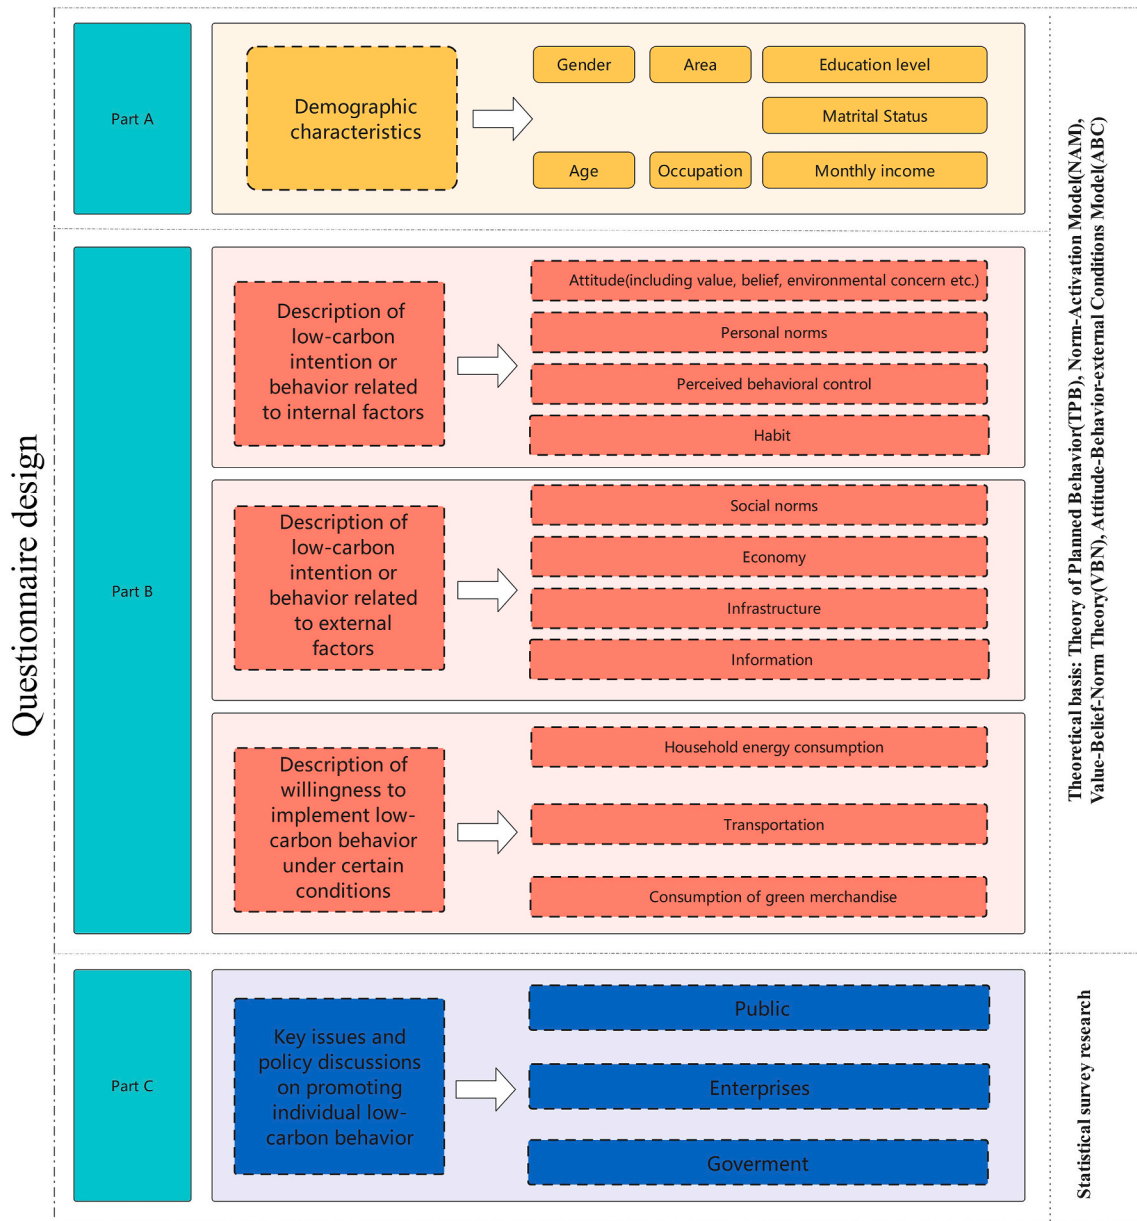 Questionnaire design
Part A
Demographic
characteristics
Gender
Area
Education level
Matrital Status
Age
Occupation
Monthly income
Part B
Description of
low-carbon
intention or
behavior related
to internal factors
Attitude(including value, belief, environmental concern etc.)
Personal norms
Perceived behavioral control
Habit
Description of
low-carbon
intention or
behavior related
to external
factors
Social norms
Economy
Infrastructure
Information
Description of
willingness to
implement low-
carbon behavior
under certain
conditions
Household energy consumption
Transportation
Consumption of green merchandise
Part C
Key issues and
policy discussions
on promoting
individual low-
carbon behavior
Public
Enterprises
Goverment
Theoretical basis: Theory of Planned Behavior(TPB), Norm-Activation Model(NAM),
Value-Belief-Norm Theory(VBN), Attitude-Behavior-external Conditions Model(ABC)
Statistical survey research